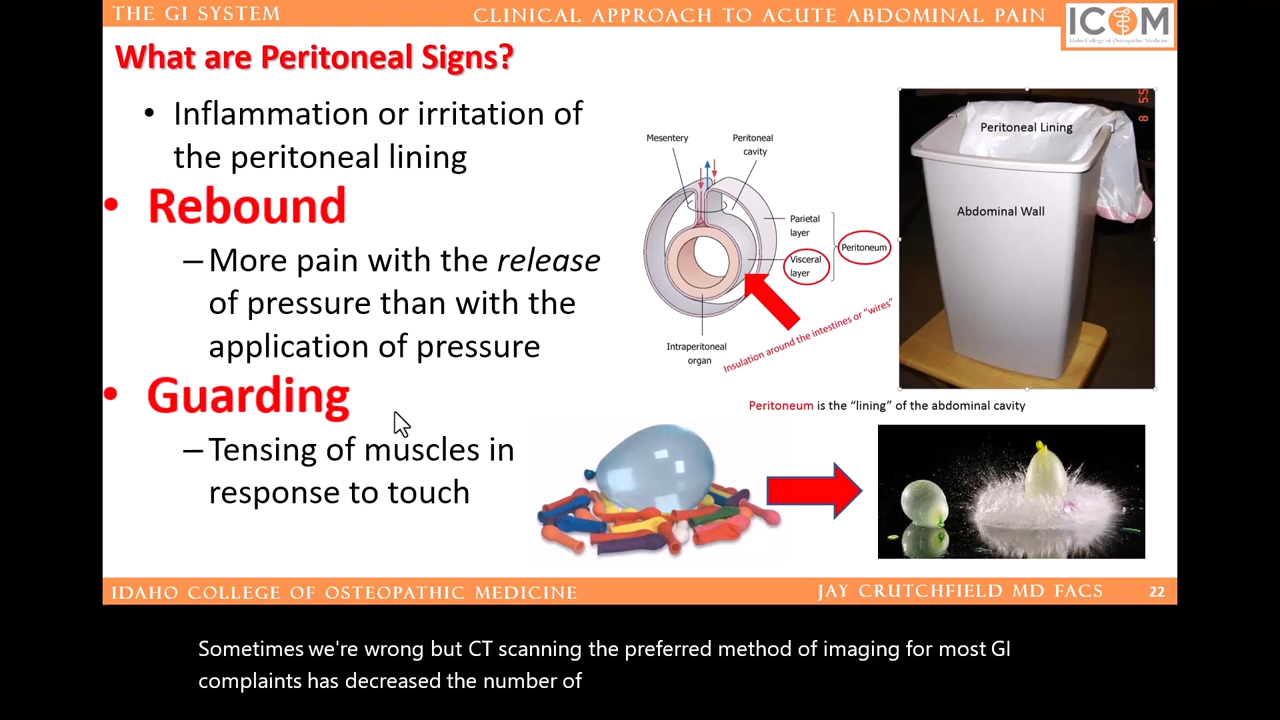 THE GI SYSTEM
CLINICAL APPROACH TO ACUTE ABDOMINAL PAIN
ICOM
Idaho College of Osteopathic Medicine
What are Peritoneal Signs?
• Inflammation or irritation of
the peritoneal lining
• Rebound
– More pain with the release
of pressure than with the
application of pressure
• Guarding
– Tensing of muscles in
response to touch
Mesentery
Peritoneal
cavity
Parietal
layer
Visceral
layer
Peritoneum
Intraperitoneal
organ
Insulation around the intestines or "wires"
Peritoneal Lining
Abdominal Wall
Peritoneum is the “lining” of the abdominal cavity
IDAHO COLLEGE OF OSTEOPATHIC MEDICINE
JAY CRUTCHFIELD MD FACS
22
Sometimes we're wrong but CT scanning the preferred method of imaging for most GI
complaints has decreased the number of